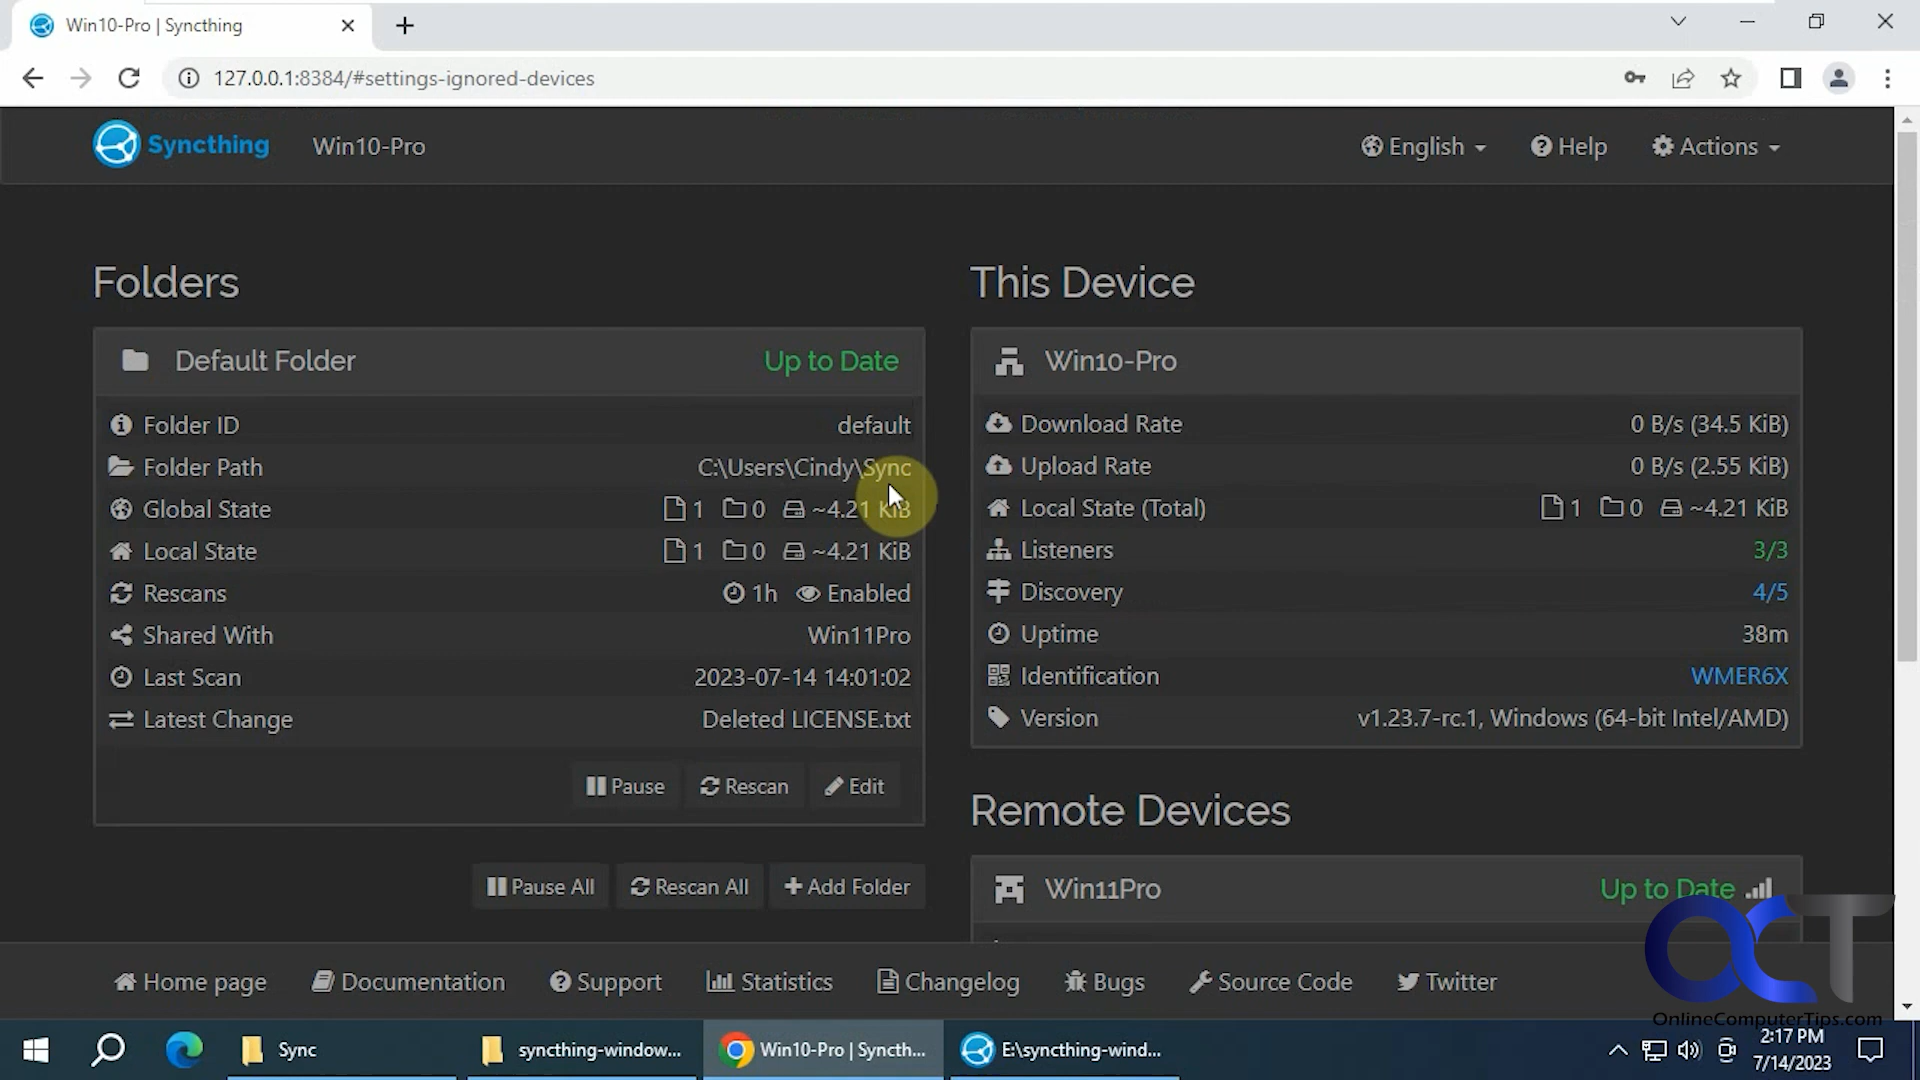 Win10-Pro | Syncthing
127.0.0.1:8384/#settings-ignored-devices
Syncthing Win10-Pro English Help Actions
Folders
Default Folder Up to Date
Folder ID default
Folder Path C:\Users\Cindy\Sync
Global State 1 0 ~4.21 KiB
Local State 1 0 ~4.21 KiB
Rescans 1h Enabled
Shared With Win11Pro
Last Scan 2023-07-14 14:01:02
Latest Change Deleted LICENSE.txt
Pause Rescan Edit
Pause All Rescan All Add Folder
This Device
Win10-Pro
Download Rate 0 B/s (34.5 KiB)
Upload Rate 0 B/s (2.55 KiB)
Local State (Total) 1 0 ~4.21 KiB
Listeners 3/3
Discovery 4/5
Uptime 38m
Identification WMER6X
Version v1.23.7-rc.1, Windows (64-bit Intel/AMD)
Remote Devices
Win11Pro Up to Date
Home page Documentation Support Statistics Changelog Bugs Source Code Twitter
OCT
OnlineComputerTips.com
Sync syncthing-window... Win10-Pro | Syncth... E:\syncthing-wind...
2:17 PM
7/14/2023